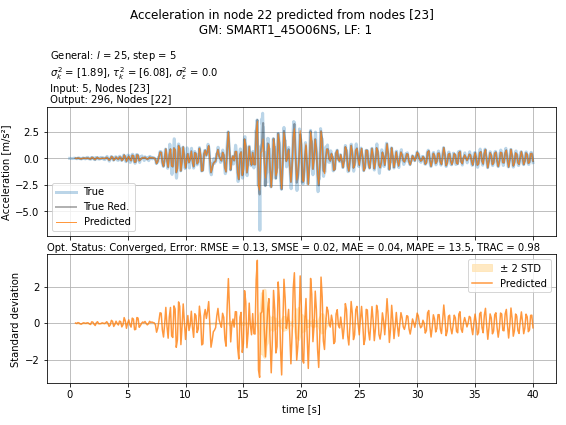 Acceleration in node 22 predicted from nodes [23]
GM: SMART1_45O06NS, LF: 1
General: l = 25, step = 5
σ²ₖ = [1.89], τ²ₖ = [6.08], σ²ε = 0.0
Input: 5, Nodes [23]
Output: 296, Nodes [22]
Acceleration [m/s²]
2.5
0.0
−2.5
−5.0
True
True Red.
Predicted
Opt. Status: Converged, Error: RMSE = 0.13, SMSE = 0.02, MAE = 0.04, MAPE = 13.5, TRAC = 0.98
Standard deviation
2
0
−2
± 2 STD
Predicted
0 5 10 15 20 25 30 35 40
time [s]